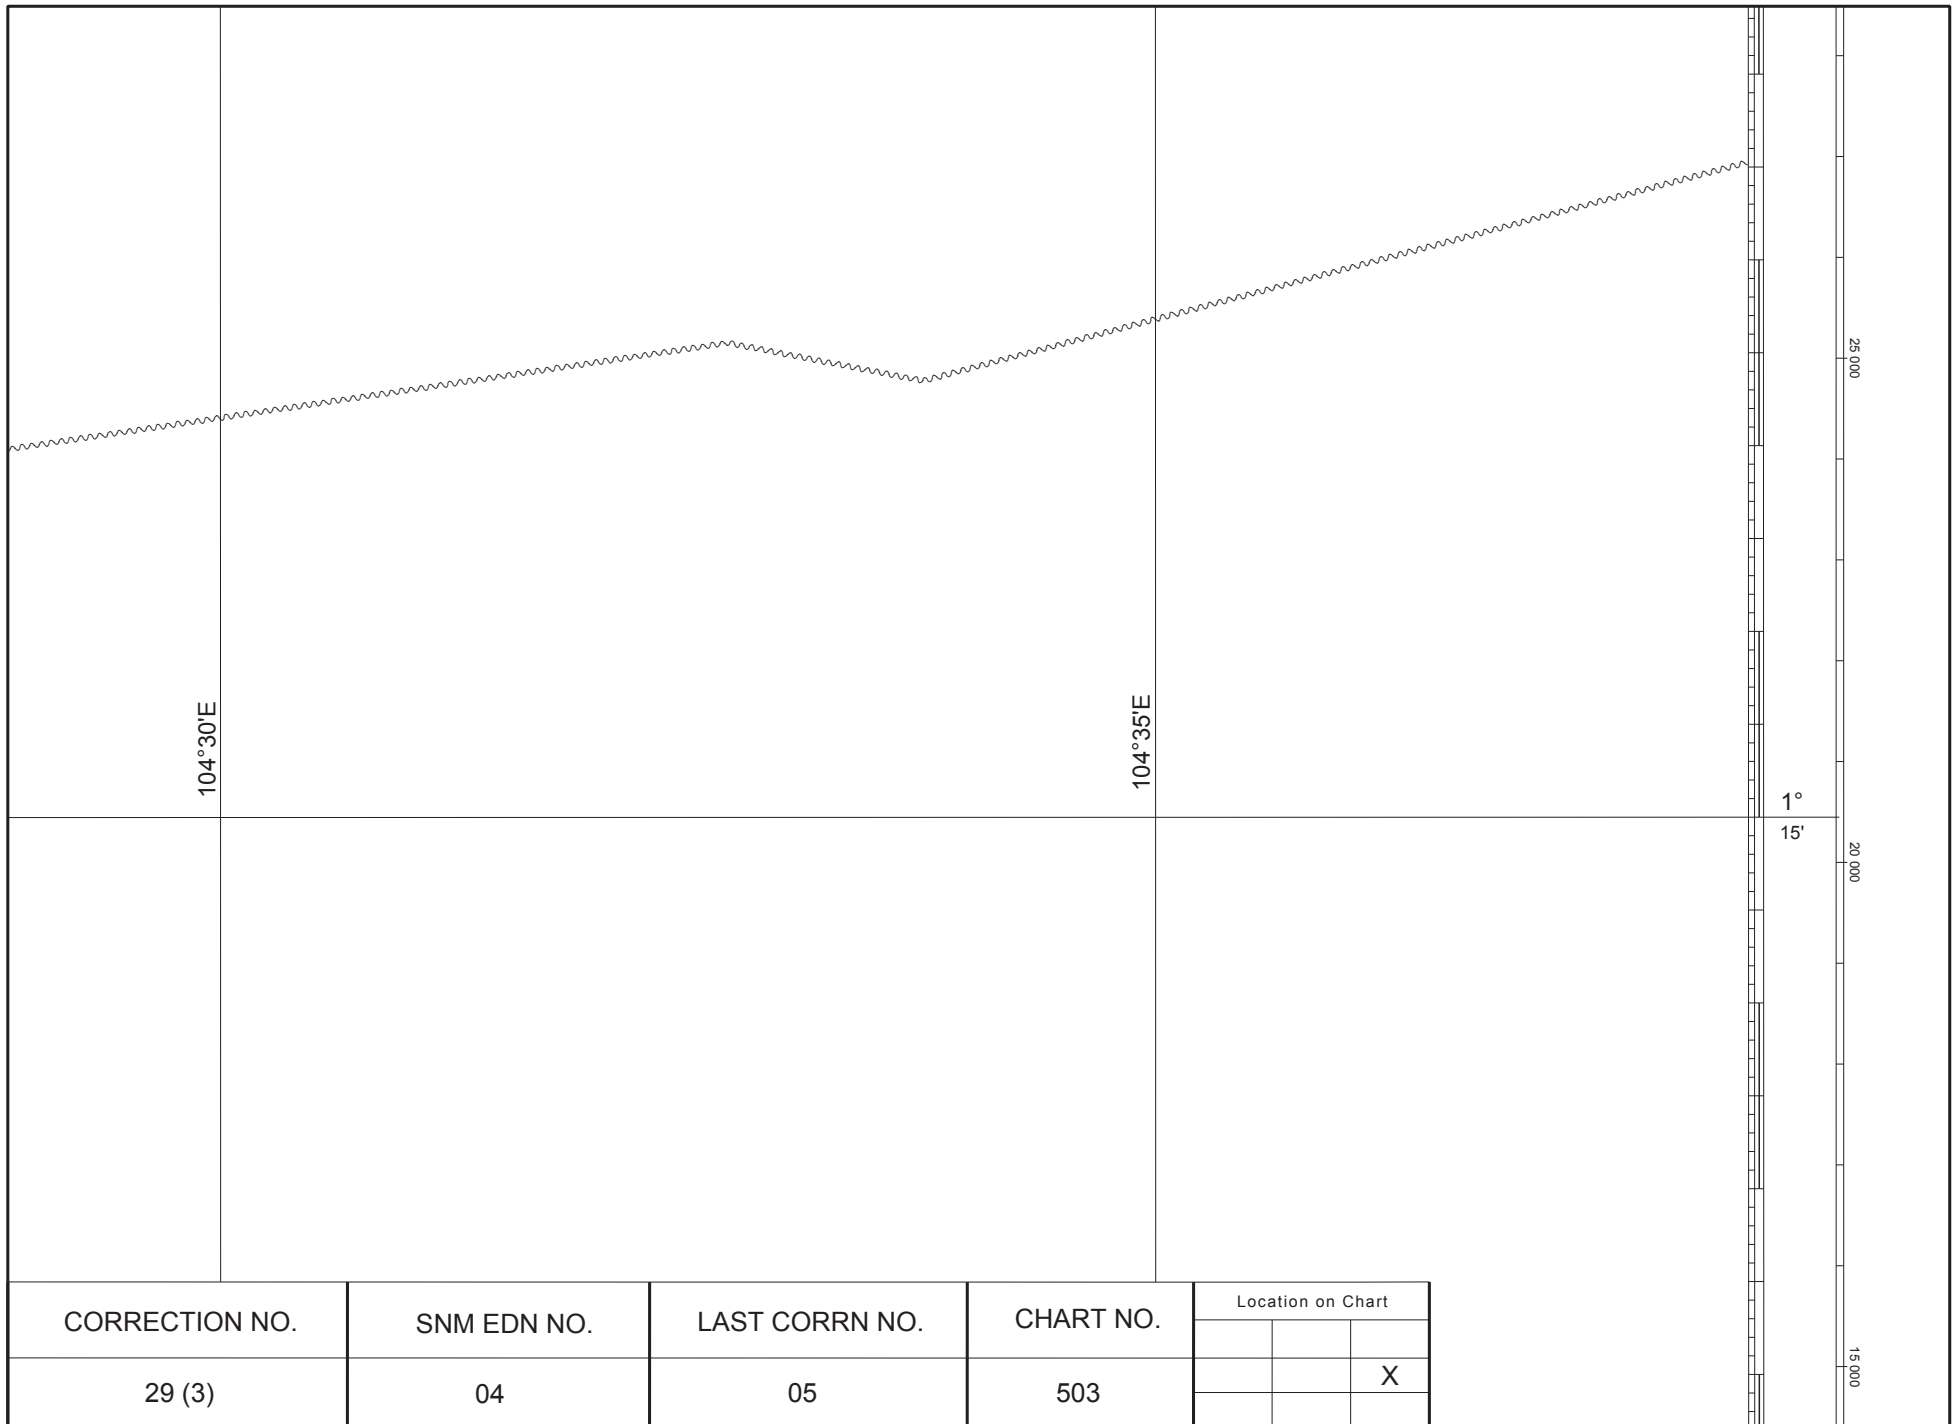 104°30'E
104°35'E
1°
15'
25 000
20 000
15 000
CORRECTION NO.
SNM EDN NO.
LAST CORRN NO.
CHART NO.
Location on Chart
29 (3)
04
05
503
X